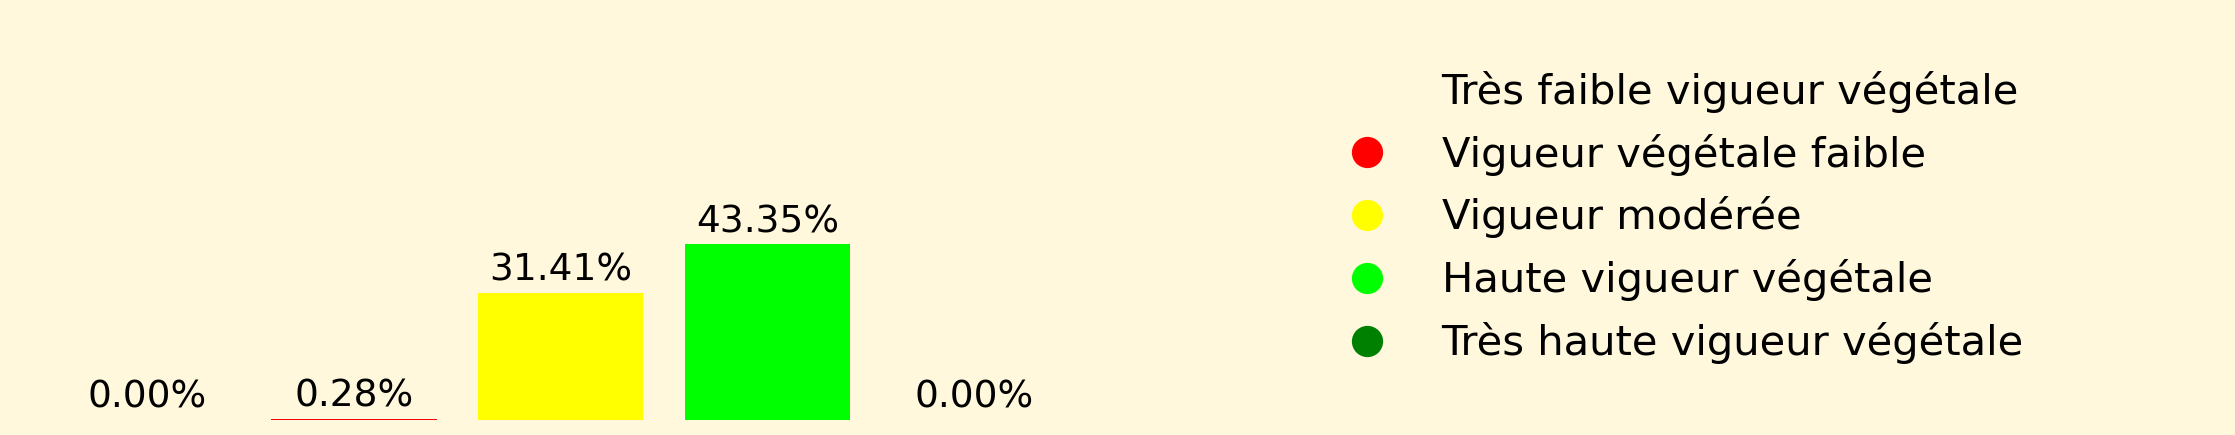 0.00%
0.28%
31.41%
43.35%
0.00%
Très faible vigueur végétale
Vigueur végétale faible
Vigueur modérée
Haute vigueur végétale
Très haute vigueur végétale